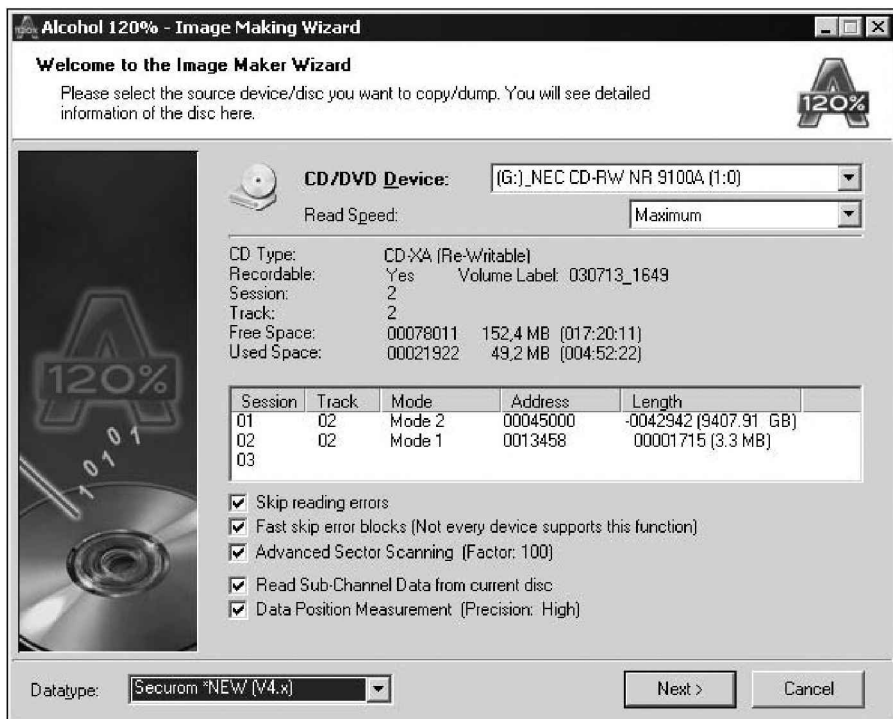 Alcohol 120% - Image Making Wizard
Welcome to the Image Maker Wizard
Please select the source device/disc you want to copy/dump. You will see detailed
information of the disc here.
120%
CD/DVD Device: (G:)_NEC CD-RW NR 9100A (1:0)
Read Speed: Maximum
CD Type: CD-XA (Re-Writable)
Recordable: Yes Volume Label: 030713_1649
Session: 2
Track: 2
Free Space: 00078011 152,4 MB (017:20:11)
Used Space: 00021922 49,2 MB (004:52:22)
120%
10101
Session Track Mode Address Length
01 02 Mode 2 00045000 -0042942 (9407.91 GB)
02 02 Mode 1 0013458 00001715 (3.3 MB)
03
Skip reading errors
Fast skip error blocks (Not every device supports this function)
Advanced Sector Scanning (Factor: 100)
Read Sub-Channel Data from current disc
Data Position Measurement (Precision: High)
Datatype: Securom *NEW (V4.x)
Next > Cancel